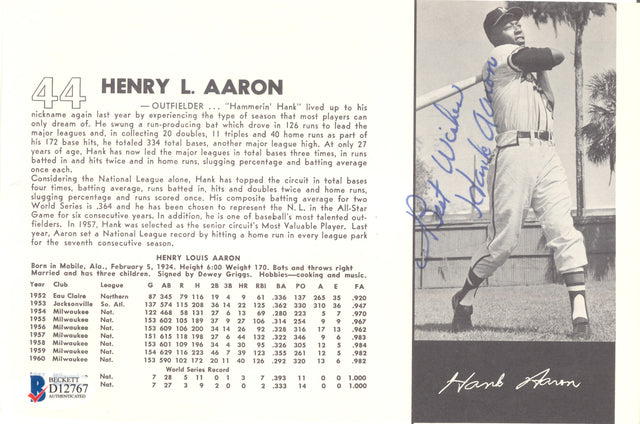 44 HENRY L. AARON
— OUTFIELDER ... "Hammerin' Hank" lived up to his
nickname again last year by experiencing the type of season that most players can
only dream of. He swung a run-producing bat which drove in 126 runs to lead the
major leagues and, in collecting 20 doubles, 11 triples and 40 home runs as part of
his 172 base hits, he totaled 334 total bases, another major league high. At only 27
years of age, Hank has now led the major leagues in total bases three times, in runs
batted in and hits twice and in home runs, slugging percentage and batting average
once each.
Considering the National League alone, Hank has topped the circuit in total bases
four times, batting average, runs batted in, hits and doubles twice and home runs,
slugging percentage and runs scored once. His composite batting average for two
World Series is .364 and he has been chosen to represent the N. L. in the All-Star
Game for six consecutive years. In addition, he is one of baseball's most talented out-
fielders. In 1957, Hank was selected as the senior circuit's Most Valuable Player. Last
year, Aaron set a National League record by hitting a home run in every league park
for the seventh consecutive season.
HENRY LOUIS AARON
Born in Mobile, Ala., February 5, 1934. Height 6:00 Weight 170. Bats and throws right
Married and has three children. Signed by Dewey Griggs. Hobbies—cooking and music.
Year Club League G AB R H 2B 3B HR RBI BA PO A E FA
1952 Eau Claire Northern 87 345 79 116 19 4 9 61 .336 137 265 35 .920
1953 Jacksonville So. Atl. 137 574 115 208 36 14 22 125 .362 330 310 36 .947
1954 Milwaukee Nat. 122 468 58 131 27 6 13 69 .280 223 5 7 .970
1955 Milwaukee Nat. 153 602 105 189 37 9 27 106 .314 254 9 9 .967
1956 Milwaukee Nat. 153 609 106 200 34 14 26 92 .328 316 17 13 .962
1957 Milwaukee Nat. 151 615 118 198 27 6 44 132 .322 346 9 6 .983
1958 Milwaukee Nat. 153 601 109 196 34 4 30 95 .326 305 12 5 .984
1959 Milwaukee Nat. 154 629 116 223 46 7 39 123 .355 261 12 5 .982
1960 Milwaukee Nat. 153 590 102 172 20 11 40 126 .292 320 13 6 .982
World Series Record
Nat. 7 28 5 11 0 1 3 7 .393 11 0 0 1.000
Nat. 7 27 3 9 2 0 0 2 .333 14 0 0 1.000
B BECKETT
D12767
AUTHENTICATED
Best Wishes
Hank Aaron
Hank Aaron